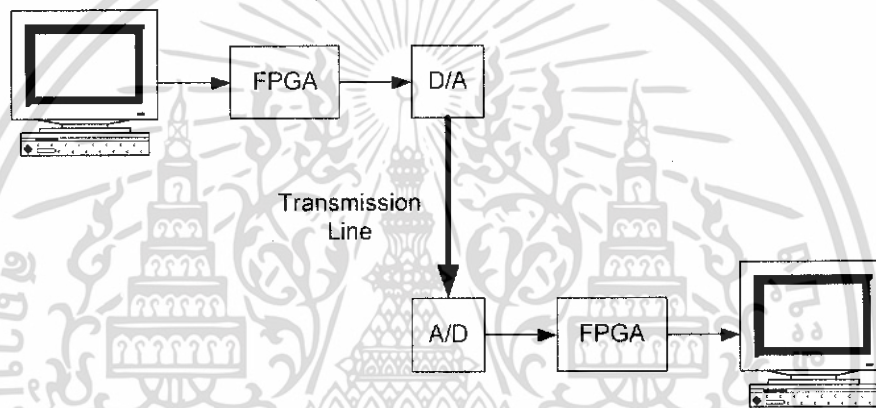 FPGA
D/A
Transmission
Line
A/D
FPGA